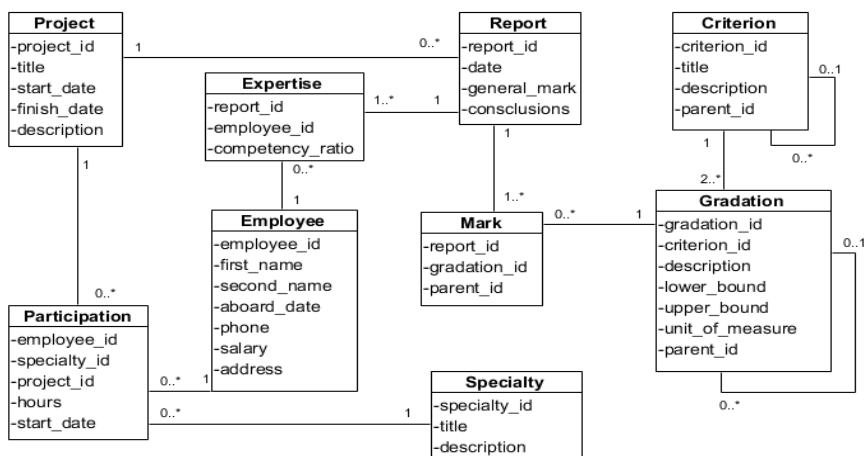 Project
-project_id
-title
-start_date
-finish_date
-description
1
0..*
Report
-report_id
-date
-general_mark
-consclusions
Criterion
-criterion_id
-title
-description
-parent_id
0..1
0..*
Expertise
-report_id
-employee_id
-competency_ratio
1..*
1
0..*
1
1
1..*
1
2..*
1
0..*
Employee
-employee_id
-first_name
-second_name
-aboard_date
-phone
-salary
-address
Mark
-report_id
-gradation_id
-parent_id
0..*
1
Gradation
-gradation_id
-criterion_id
-description
-lower_bound
-upper_bound
-unit_of_measure
-parent_id
0..1
0..*
Participation
-employee_id
-specialty_id
-project_id
-hours
-start_date
0..*
1
0..*
1
Specialty
-specialty_id
-title
-description